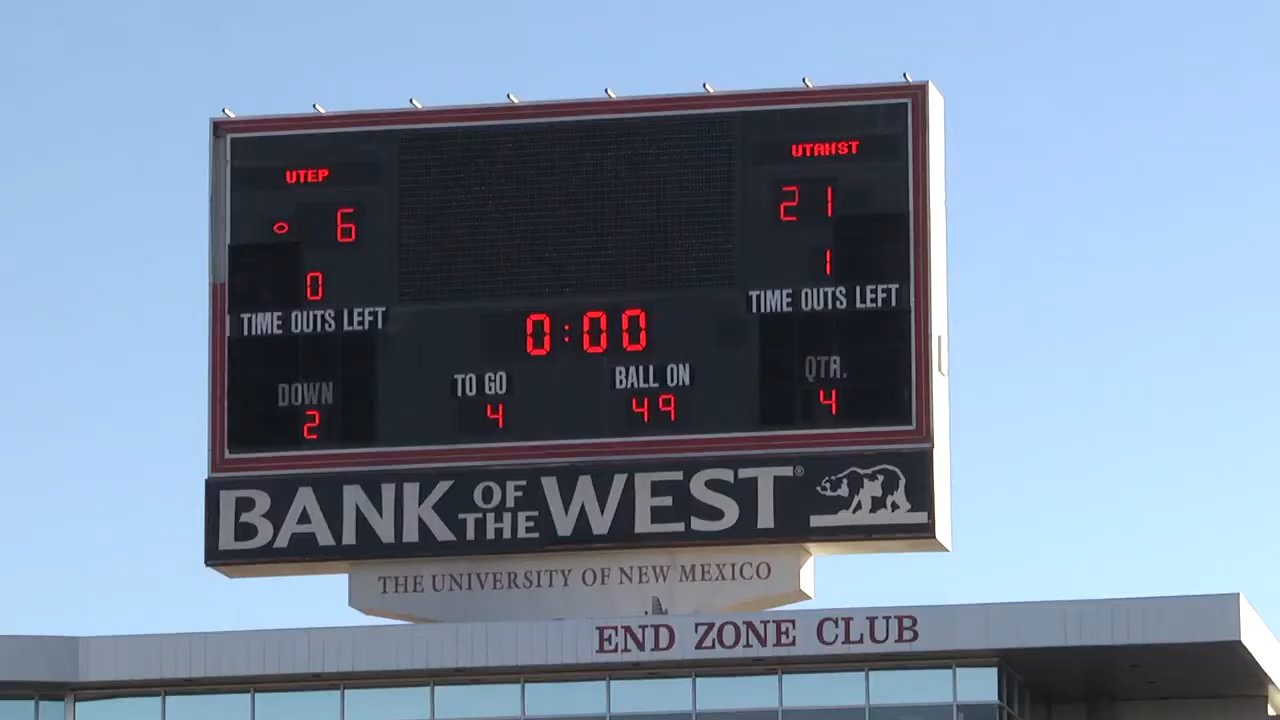 UTEP
UTAHST
6
21
0
1
TIME OUTS LEFT
TIME OUTS LEFT
0:00
DOWN
TO GO
BALL ON
QTR.
2
4
49
4
BANK OF THE WEST®
THE UNIVERSITY OF NEW MEXICO
END ZONE CLUB